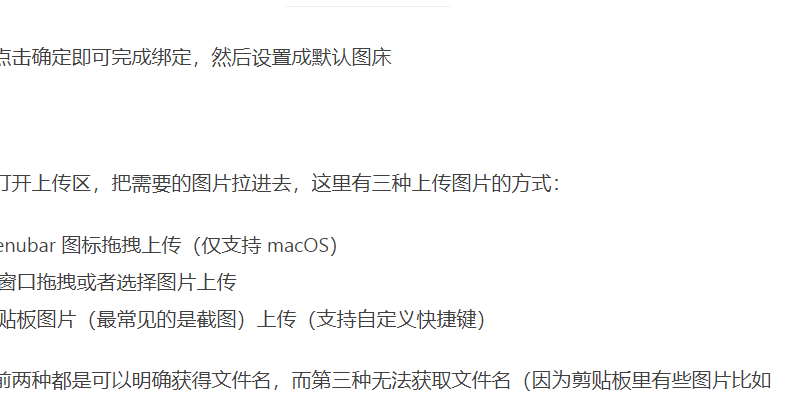 点击确定即可完成绑定，然后设置成默认图床
打开上传区，把需要的图片拉进去，这里有三种上传图片的方式：
enubar 图标拖拽上传（仅支持 macOS）
窗口拖拽或者选择图片上传
贴板图片（最常见的是截图）上传（支持自定义快捷键）
前两种都是可以明确获得文件名，而第三种无法获取文件名（因为剪贴板里有些图片比如